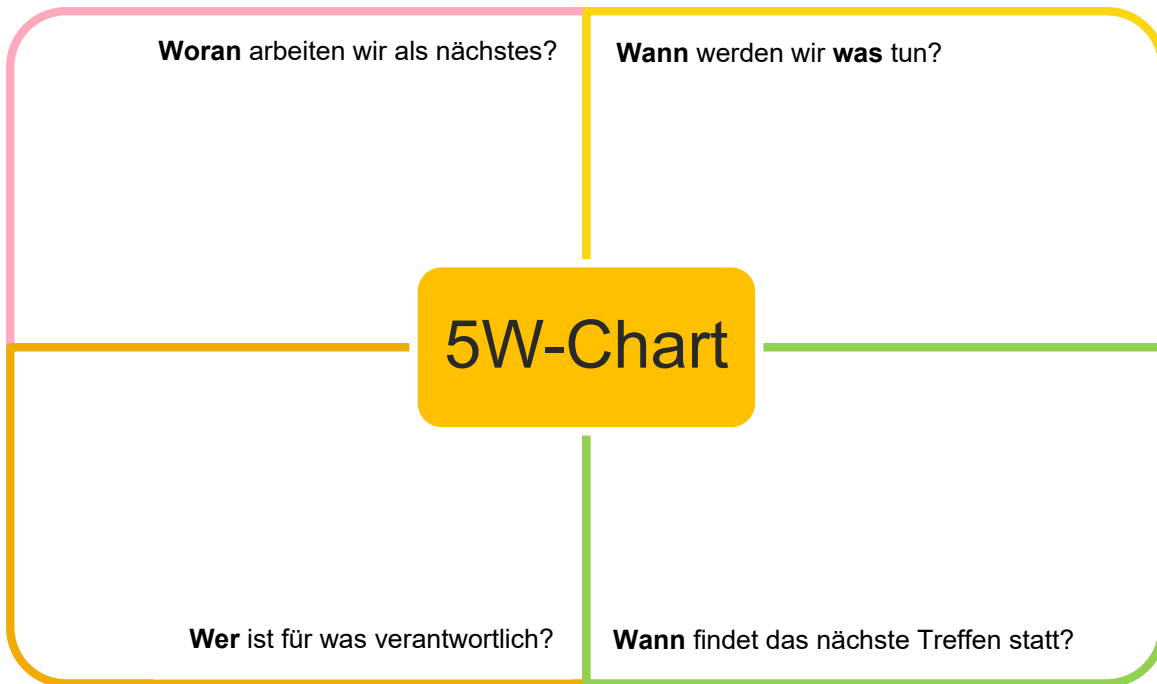 Woran arbeiten wir als nächstes?
Wann werden wir was tun?
5W-Chart
Wer ist für was verantwortlich?
Wann findet das nächste Treffen statt?